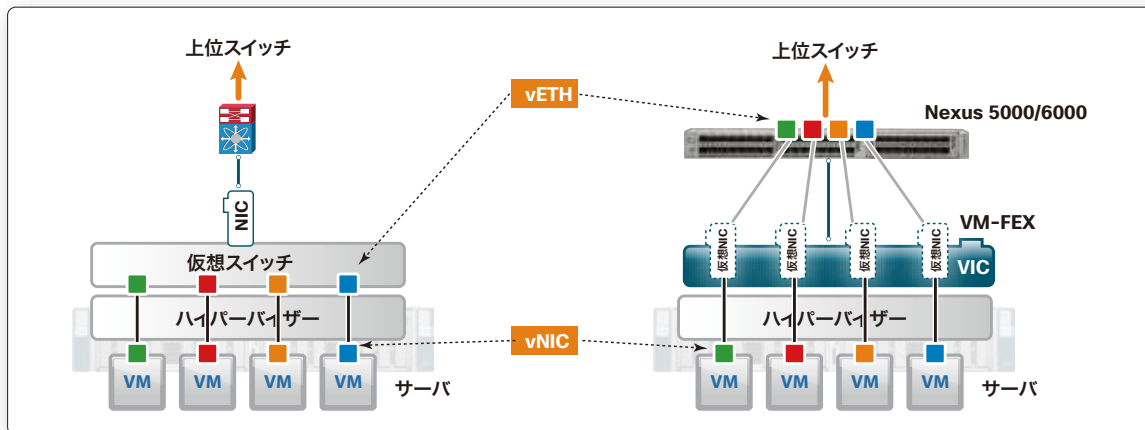 上位スイッチ
NIC
仮想スイッチ
ハイパーバイザー
VM
VM
VM
VM
サーバ
vETH
vNIC
上位スイッチ
Nexus 5000/6000
VM-FEX
仮想NIC
仮想NIC
仮想NIC
仮想NIC
VIC
ハイパーバイザー
VM
VM
VM
VM
サーバ